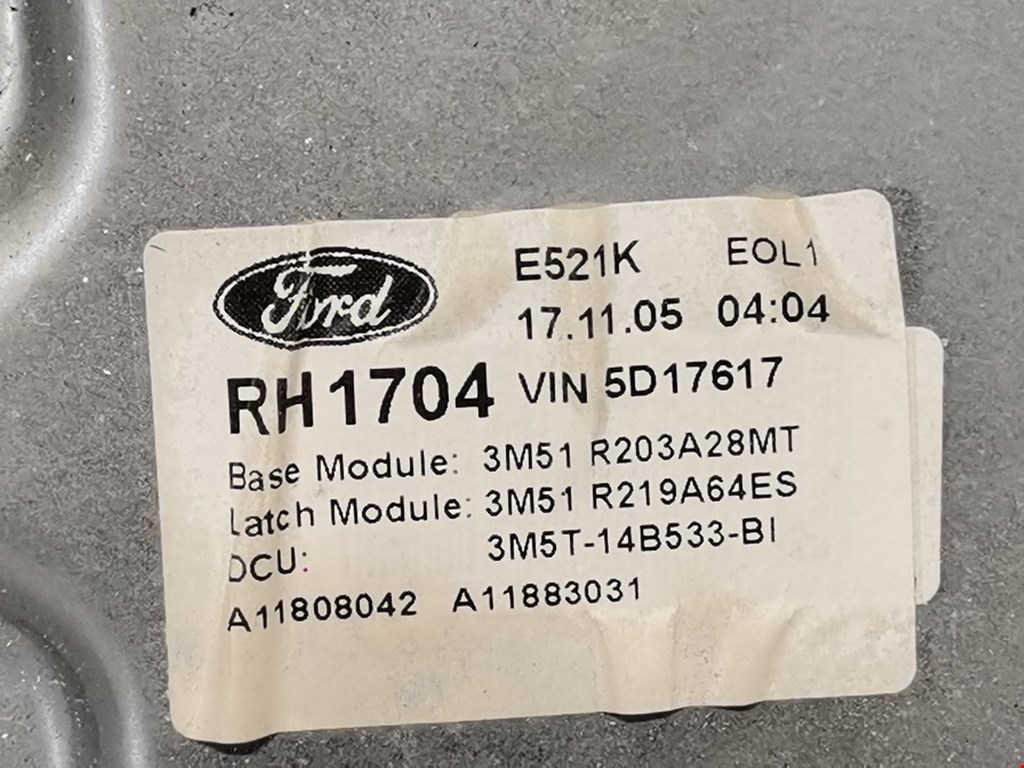 Ford
E521K EOL1
17.11.05 04:04
RH1704 VIN 5D17617
Base Module: 3M51 R203A28MT
Latch Module: 3M51 R219A64ES
DCU: 3M5T-14B533-BI
A11808042 A11883031